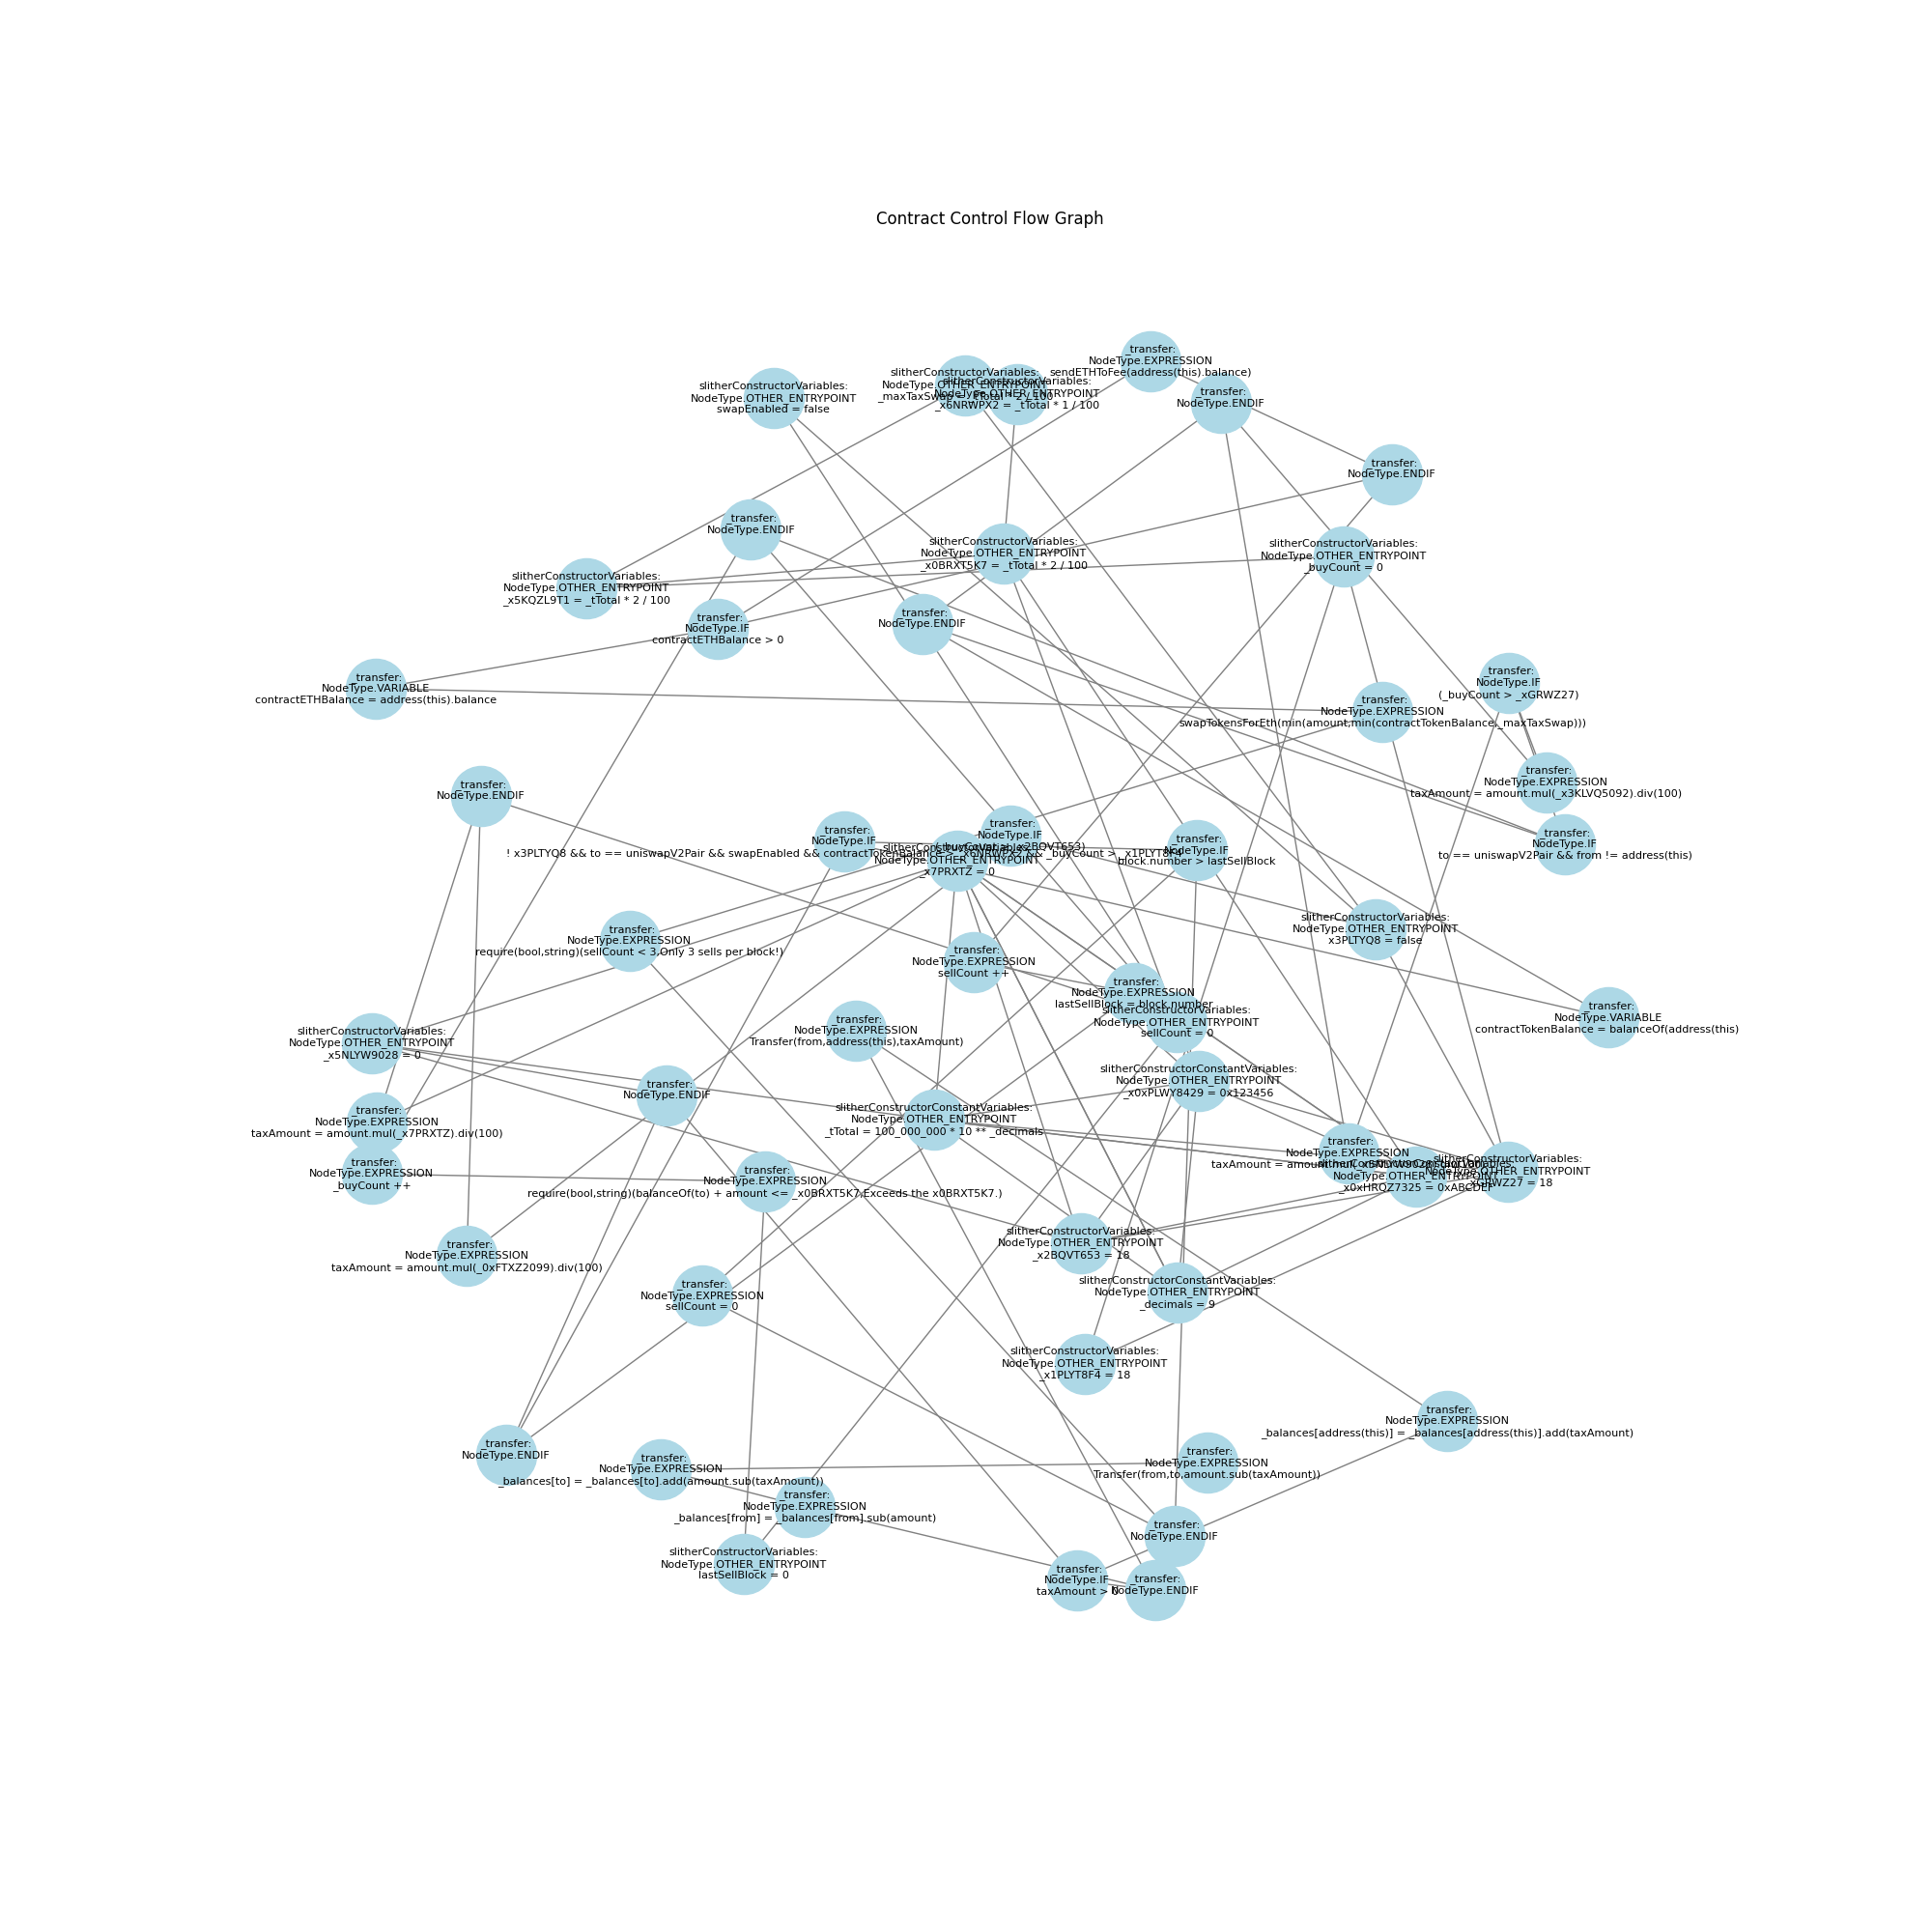 Contract Control Flow Graph
_transfer:
NodeType.EXPRESSION
sendETHToFee(address(this).balance)
slitherConstructorVariables:
NodeType.OTHER_ENTRYPOINT
_maxTaxSwap = _tTotal * 2 / 100
slitherConstructorVariables:
NodeType.OTHER_ENTRYPOINT
_x6NRWPX2 = _tTotal * 1 / 100
slitherConstructorVariables:
NodeType.OTHER_ENTRYPOINT
swapEnabled = false
_transfer:
NodeType.ENDIF
_transfer:
NodeType.ENDIF
_transfer:
NodeType.ENDIF
slitherConstructorVariables:
NodeType.OTHER_ENTRYPOINT
_x0BRXT5K7 = _tTotal * 2 / 100
slitherConstructorVariables:
NodeType.OTHER_ENTRYPOINT
_buyCount = 0
slitherConstructorVariables:
NodeType.OTHER_ENTRYPOINT
_x5KQZL9T1 = _tTotal * 2 / 100
_transfer:
NodeType.IF
contractETHBalance > 0
_transfer:
NodeType.ENDIF
_transfer:
NodeType.VARIABLE
contractETHBalance = address(this).balance
_transfer:
NodeType.IF
(_buyCount > _xGRWZ27)
_transfer:
NodeType.EXPRESSION
swapTokensForEth(min(amount,min(contractTokenBalance,_maxTaxSwap)))
_transfer:
NodeType.EXPRESSION
taxAmount = amount.mul(_x3KLVQ5092).div(100)
_transfer:
NodeType.ENDIF
_transfer:
NodeType.IF
to == uniswapV2Pair && from != address(this)
_transfer:
NodeType.IF
! x3PLTYQ8 && to == uniswapV2Pair && swapEnabled && contractTokenBalance > _x6NRWPX2 && _buyCount > _x1PLYT8F4
_transfer:
NodeType.IF
(_buyCount > _x2BQVT653)
slitherConstructorVariables:
NodeType.OTHER_ENTRYPOINT
_x7PRXTZ = 0
_transfer:
NodeType.IF
block.number > lastSellBlock
slitherConstructorVariables:
NodeType.OTHER_ENTRYPOINT
x3PLTYQ8 = false
_transfer:
NodeType.EXPRESSION
require(bool,string)(sellCount < 3,Only 3 sells per block!)
_transfer:
NodeType.EXPRESSION
sellCount ++
_transfer:
NodeType.EXPRESSION
lastSellBlock = block.number
slitherConstructorVariables:
NodeType.OTHER_ENTRYPOINT
sellCount = 0
_transfer:
NodeType.VARIABLE
contractTokenBalance = balanceOf(address(this)
_transfer:
NodeType.EXPRESSION
Transfer(from,address(this),taxAmount)
slitherConstructorVariables:
NodeType.OTHER_ENTRYPOINT
_x5NLYW9028 = 0
slitherConstructorConstantVariables:
NodeType.OTHER_ENTRYPOINT
_x0xPLWY8429 = 0x123456
_transfer:
NodeType.ENDIF
slitherConstructorConstantVariables:
NodeType.OTHER_ENTRYPOINT
_tTotal = 100_000_000 * 10 ** _decimals
_transfer:
NodeType.EXPRESSION
taxAmount = amount.mul(_x7PRXTZ).div(100)
_transfer:
NodeType.EXPRESSION
_buyCount ++
_transfer:
NodeType.EXPRESSION
require(bool,string)(balanceOf(to) + amount <= _x0BRXT5K7,Exceeds the x0BRXT5K7.)
_transfer:
NodeType.EXPRESSION
taxAmount = amount.mul(_x5NLYW9028).div(100)
NodeType.OTHER_ENTRYPOINT
_x0xHRQZ7325 = 0xABCDEF
slitherConstructorVariables:
NodeType.OTHER_ENTRYPOINT
_xGRWZ27 = 18
_transfer:
NodeType.EXPRESSION
taxAmount = amount.mul(_0xFTXZ2099).div(100)
slitherConstructorVariables:
NodeType.OTHER_ENTRYPOINT
_x2BQVT653 = 18
_transfer:
NodeType.EXPRESSION
sellCount = 0
slitherConstructorConstantVariables:
NodeType.OTHER_ENTRYPOINT
_decimals = 9
slitherConstructorVariables:
NodeType.OTHER_ENTRYPOINT
_x1PLYT8F4 = 18
_transfer:
NodeType.EXPRESSION
_balances[address(this)] = _balances[address(this)].add(taxAmount)
_transfer:
NodeType.ENDIF
_transfer:
NodeType.EXPRESSION
_balances[to] = _balances[to].add(amount.sub(taxAmount))
_transfer:
NodeType.EXPRESSION
Transfer(from,to,amount.sub(taxAmount))
_transfer:
NodeType.EXPRESSION
_balances[from] = _balances[from].sub(amount)
_transfer:
NodeType.ENDIF
slitherConstructorVariables:
NodeType.OTHER_ENTRYPOINT
lastSellBlock = 0
_transfer:
NodeType.IF
taxAmount > 0
_transfer:
NodeType.ENDIF